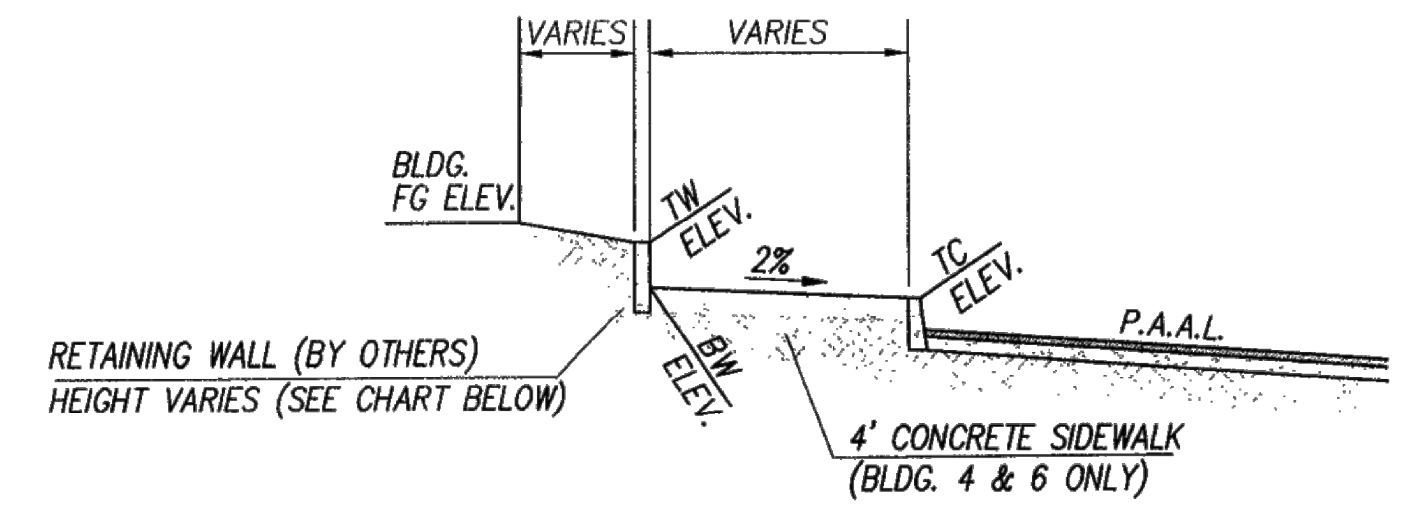 VARIES
VARIES
BLDG.
FG ELEV.
TW
ELEV.
2%
TC
ELEV.
P.A.A.L.
RETAINING WALL (BY OTHERS)
HEIGHT VARIES (SEE CHART BELOW)
BW
ELEV.
4' CONCRETE SIDEWALK
(BLDG. 4 & 6 ONLY)